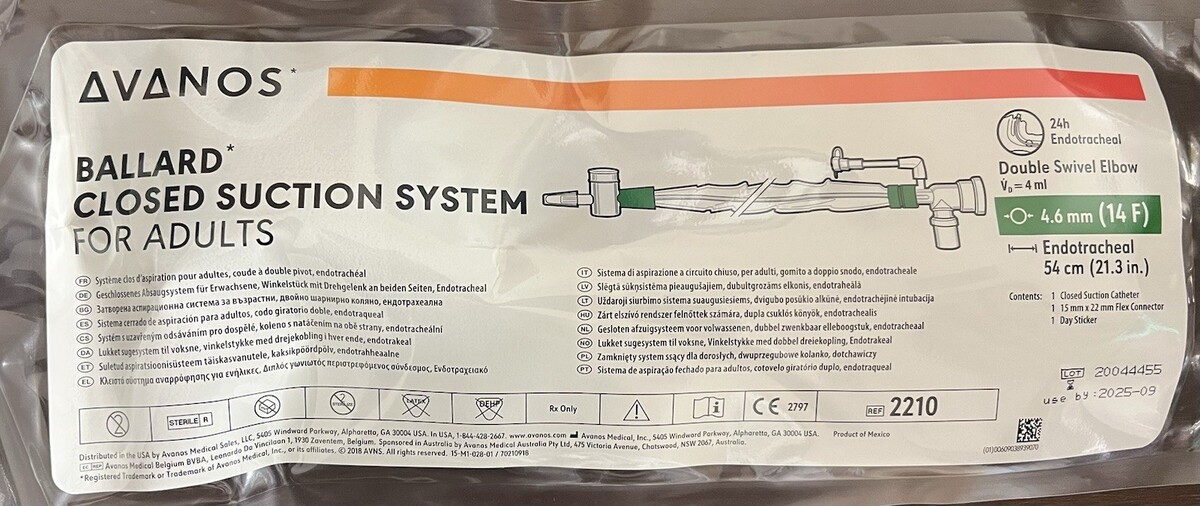 AVANOS*
BALLARD*
CLOSED SUCTION SYSTEM
FOR ADULTS
24h
Endotracheal
Double Swivel Elbow
V̇D = 4 ml
4.6 mm (14 F)
Endotracheal
54 cm (21.3 in.)
Contents: 1 Closed Suction Catheter
1 15 mm x 22 mm Flex Connector
1 Day Sticker
FR Système clos d'aspiration pour adultes, coude à double pivot, endotrachéal
DE Geschlossenes Absaugsystem für Erwachsene, Winkelstück mit Drehgelenk an beiden Seiten, Endotracheal
BG Затворена аспирационна система за възрастни, двойно шарнирно коляно, ендотрахеална
ES Sistema cerrado de aspiración para adultos, codo giratorio doble, endotraqueal
CS Systém s uzavřeným odsáváním pro dospělé, koleno s natáčením na obě strany, endotracheální
DA Lukket sugesystem til voksne, vinkelstykke med drejekobling i hver ende, endotrakeal
ET Suletud aspiratsioonisüsteem täiskasvanutele, kaksikpöördpõlv, endotrahheaalne
EL Κλειστό σύστημα αναρρόφησης για ενήλικες, Διπλός γωνιωτός περιστρεφόμενος σύνδεσμος, Ενδοτραχειακό
IT Sistema di aspirazione a circuito chiuso, per adulti, gomito a doppio snodo, endotracheale
LV Slēgtā sūkņsistēma pieaugušajiem, dubultgrozāms elkonis, endotraheālā
LT Uždaroji siurbimo sistema suaugusiesiems, dvigubo posūkio alkūnė, endotrachėjinė intubacija
HU Zárt elszívó rendszer felnőttek számára, dupla csuklós könyök, endotrachealis
NL Gesloten afzuigsysteem voor volwassenen, dubbel zwenkbaar elleboogstuk, endotracheaal
NO Lukket sugesystem til voksne, Vinkelstykke med dobbel dreiekopling, Endotrakeal
PL Zamknięty system ssący dla dorosłych, dwuprzegubowe kolanko, dotchawiczy
PT Sistema de aspiração fechado para adultos, cotovelo giratório duplo, endotraqueal
LOT 20044455
use by :2025-09
2 STERILE R STERILIZE LATEX DEHP Rx Only CE 2797 REF 2210
Distributed in the USA by Avanos Medical Sales, LLC, 5405 Windward Parkway, Alpharetta, GA 30004 USA. In USA, 1-844-428-2667. www.avanos.com Avanos Medical, Inc., 5405 Windward Parkway, Alpharetta, GA 30004 USA. Product of Mexico
EC REP Avanos Medical Belgium BVBA, Leonardo Da Vincilaan 1, 1930 Zaventem, Belgium. Sponsored in Australia by Avanos Medical Australia Pty Ltd, 475 Victoria Avenue, Chatswood, NSW 2067, Australia.
*Registered Trademark or Trademark of Avanos Medical, Inc., or its affiliates. © 2018 AVNS. All rights reserved. 15-M1-028-01 / 70210918
(01)00609038939070